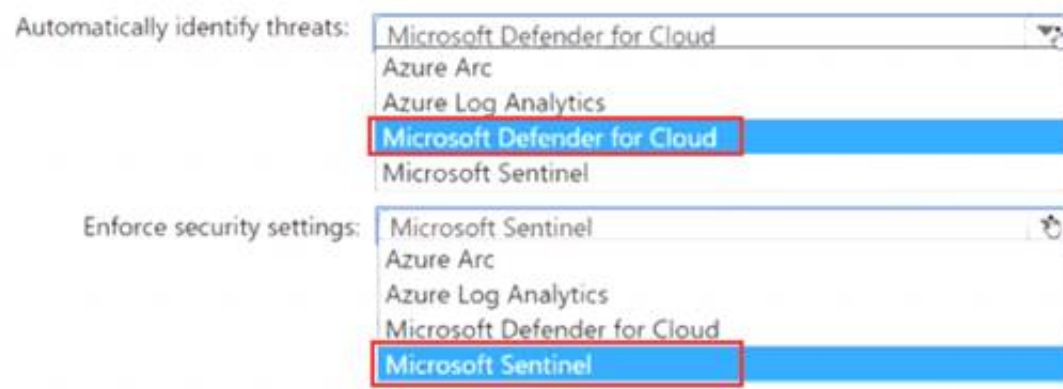 Automatically identify threats: Microsoft Defender for Cloud
Azure Arc
Azure Log Analytics
Microsoft Defender for Cloud
Microsoft Sentinel
Enforce security settings: Microsoft Sentinel
Azure Arc
Azure Log Analytics
Microsoft Defender for Cloud
Microsoft Sentinel